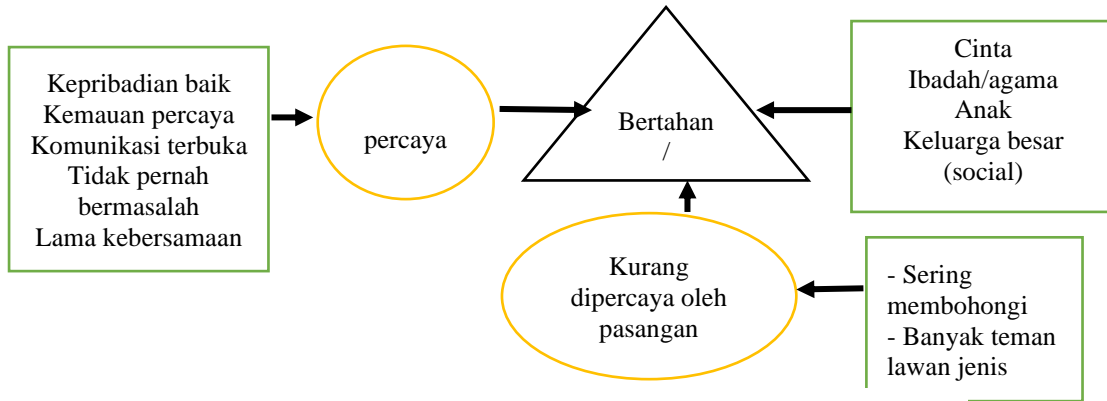 Kepribadian baik
Kemauan percaya
Komunikasi terbuka
Tidak pernah
bermasalah
Lama kebersamaan
percaya
Bertahan
/
Cinta
Ibadah/agama
Anak
Keluarga besar
(social)
Kurang
dipercaya oleh
pasangan
- Sering
membohongi
- Banyak teman
lawan jenis